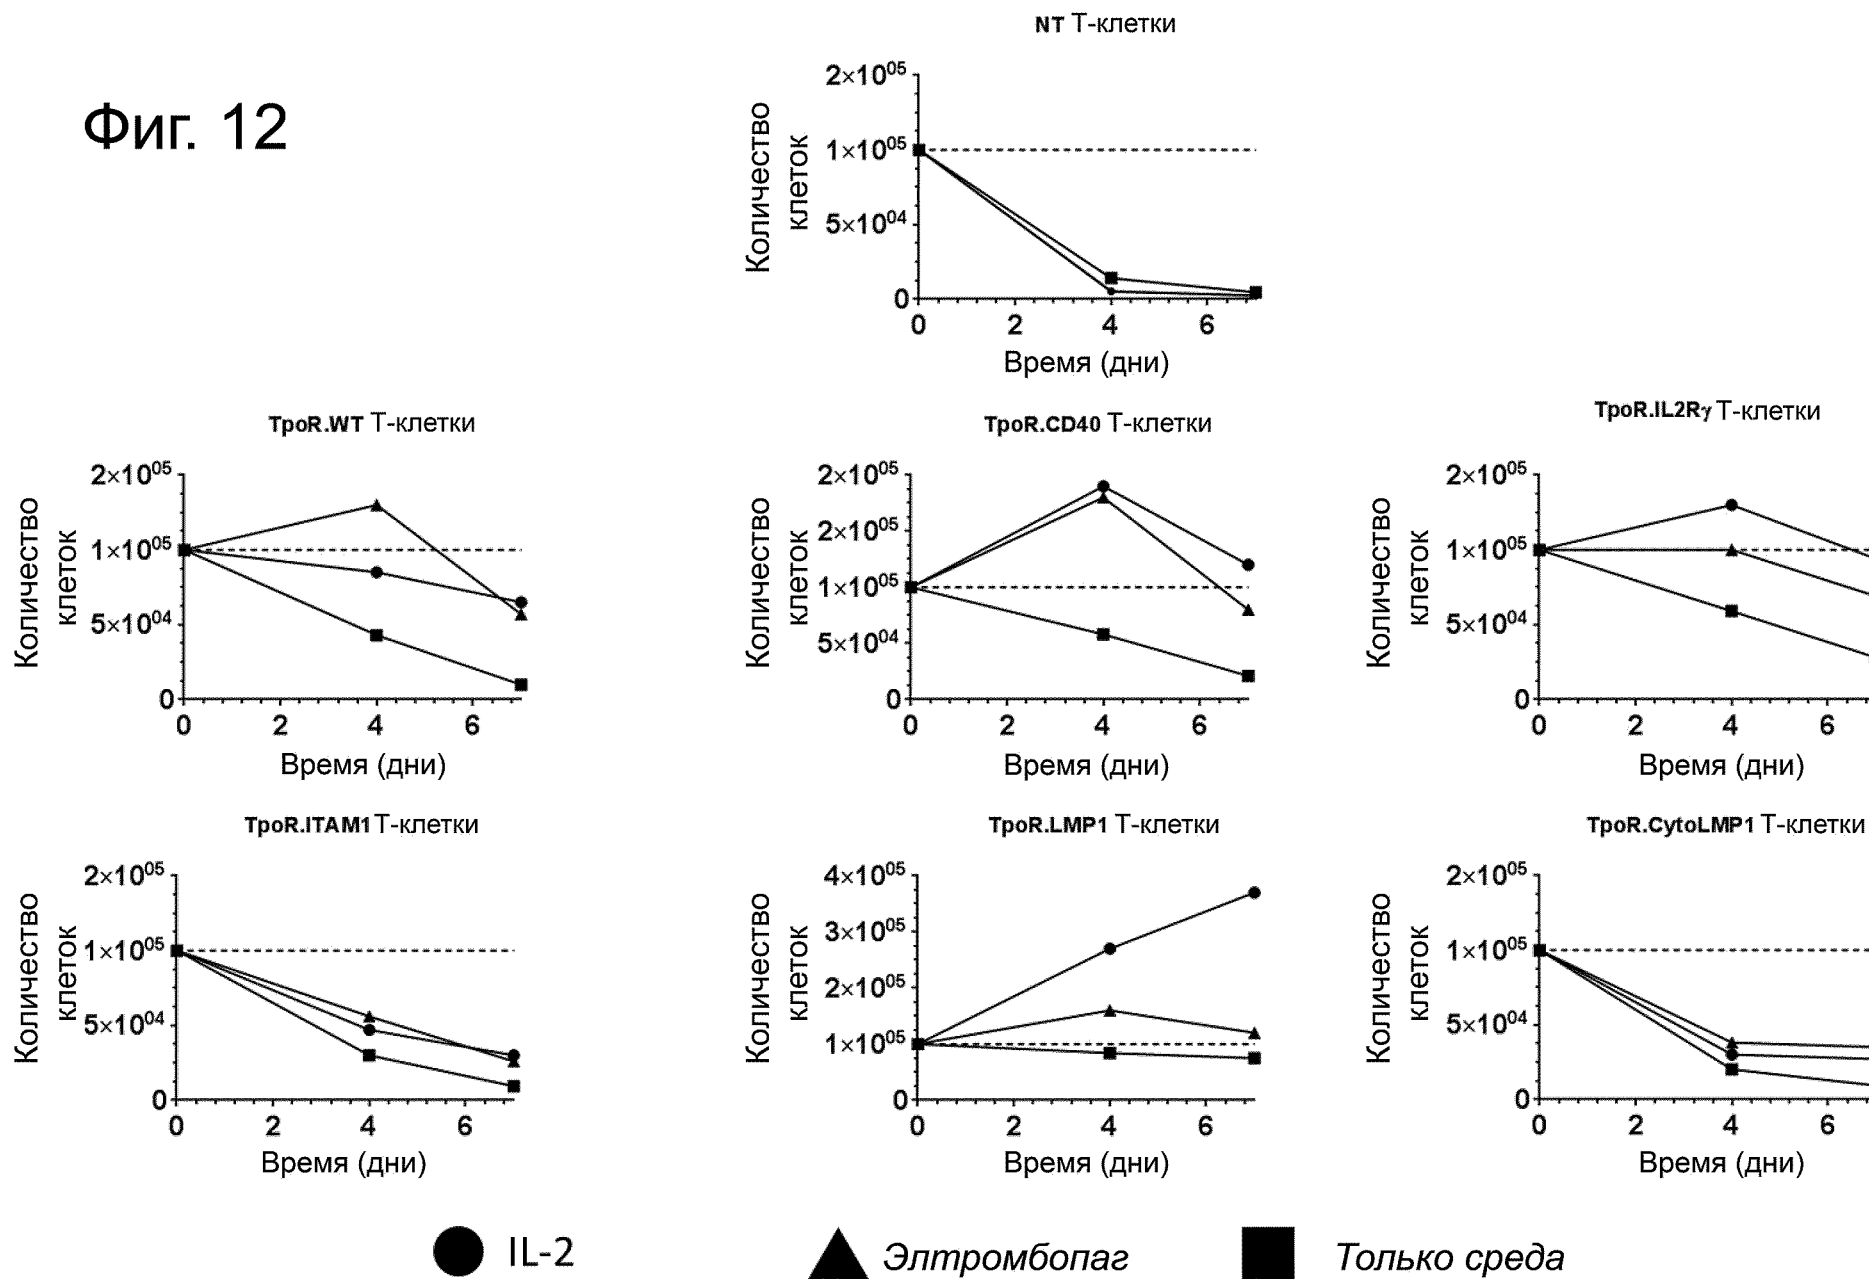 NT Т-клетки
Фиг. 12
Количество
клеток
2×10⁰⁵
1×10⁰⁵
5×10⁰⁴
0
0 2 4 6
Время (дни)
TpoR.WT Т-клетки
Количество
клеток
2×10⁰⁵
1×10⁰⁵
5×10⁰⁴
0
0 2 4 6
Время (дни)
TpoR.CD40 Т-клетки
Количество
клеток
2×10⁰⁵
2×10⁰⁵
1×10⁰⁵
5×10⁰⁴
0
0 2 4 6
Время (дни)
TpoR.IL2Rγ Т-клетки
Количество
клеток
2×10⁰⁵
1×10⁰⁵
5×10⁰⁴
0
0 2 4 6
Время (дни)
TpoR.ITAM1 Т-клетки
Количество
клеток
2×10⁰⁵
1×10⁰⁵
5×10⁰⁴
0
0 2 4 6
Время (дни)
TpoR.LMP1 Т-клетки
Количество
клеток
4×10⁰⁵
3×10⁰⁵
2×10⁰⁵
1×10⁰⁵
0
0 2 4 6
Время (дни)
TpoR.CytoLMP1 Т-клетки
Количество
клеток
2×10⁰⁵
1×10⁰⁵
5×10⁰⁴
0
0 2 4 6
Время (дни)
IL-2 Элтромбопаг Только среда